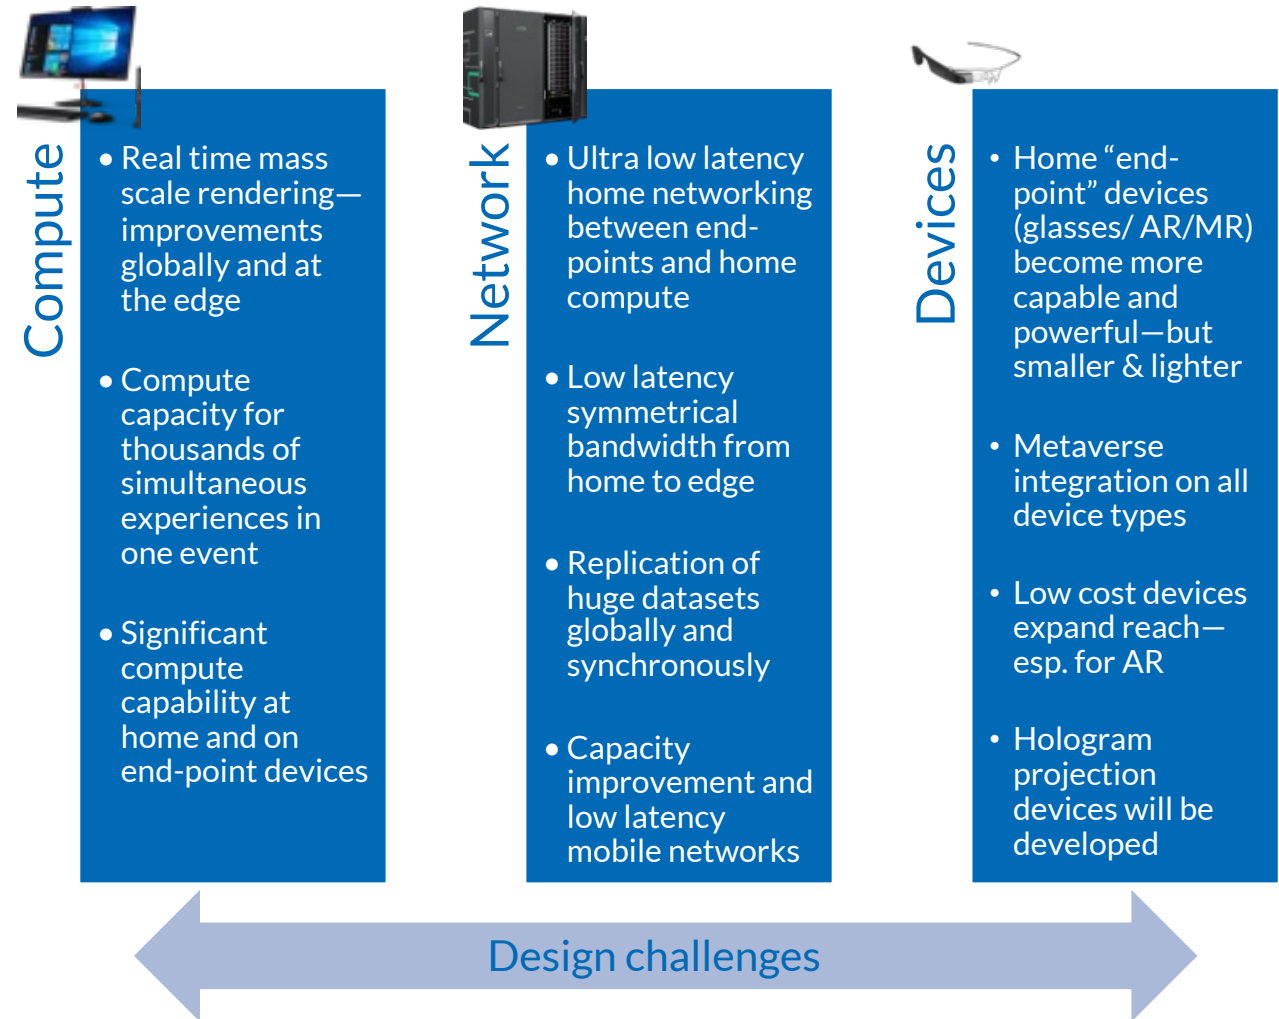 Compute
• Real time mass
scale rendering—
improvements
globally and at
the edge
• Compute
capacity for
thousands of
simultaneous
experiences in
one event
• Significant
compute
capability at
home and on
end-point devices
Network
• Ultra low latency
home networking
between end-
points and home
compute
• Low latency
symmetrical
bandwidth from
home to edge
• Replication of
huge datasets
globally and
synchronously
• Capacity
improvement and
low latency
mobile networks
Devices
• Home “end-
point” devices
(glasses/ AR/MR)
become more
capable and
powerful—but
smaller & lighter
• Metaverse
integration on all
device types
• Low cost devices
expand reach—
esp. for AR
• Hologram
projection
devices will be
developed
Design challenges